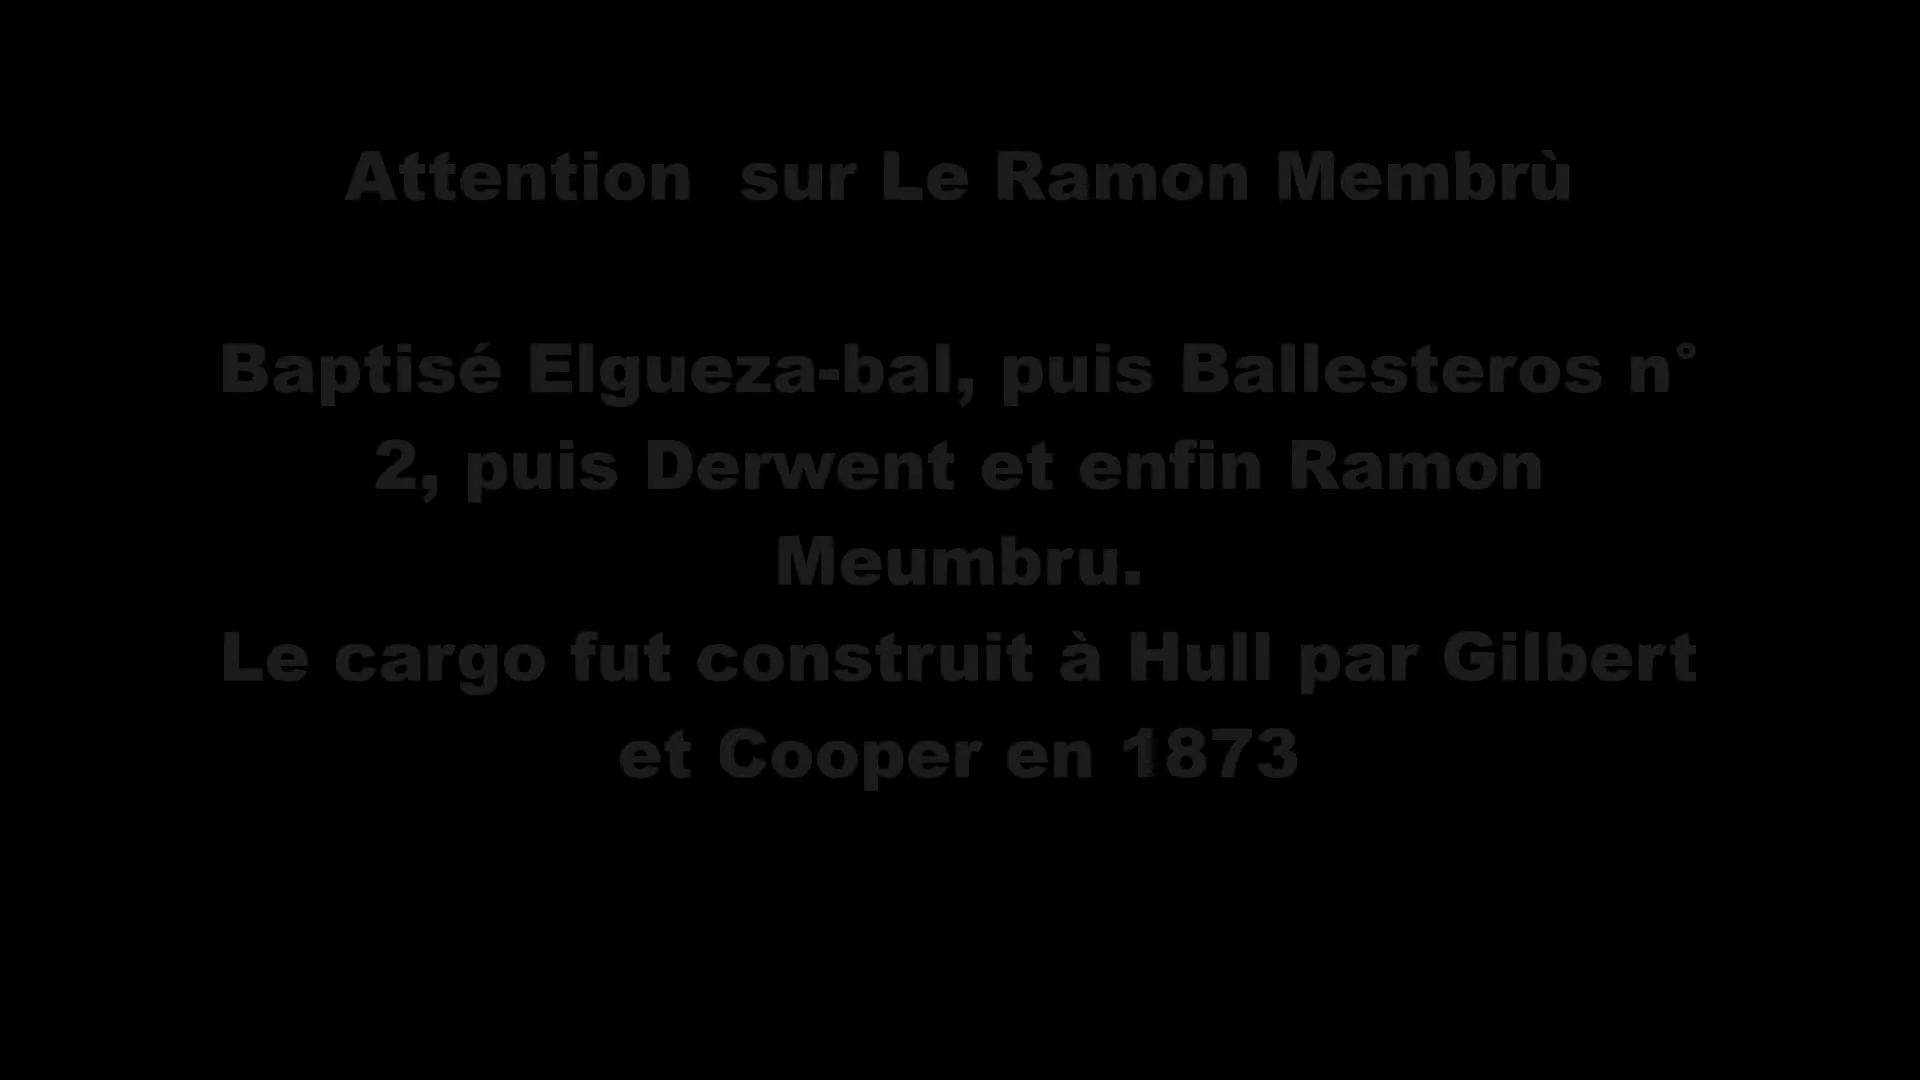 Attention  sur Le Ramon Membrù
Baptisé Elgueza-bal, puis Ballesteros n°
2, puis Derwent et enfin Ramon
Meumbru.
Le cargo fut construit à Hull par Gilbert
et Cooper en 1873